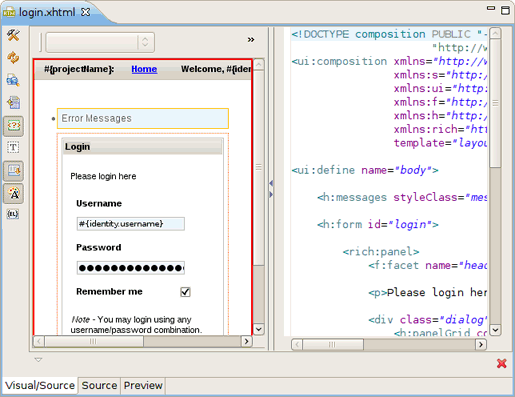 login.xhtml
»
#{projectName}: Home Welcome, #{iden
Error Messages
Login
Please login here
Username
#{identity.username}
Password
Remember me
Note - You may login using any
username/password combination.
<!DOCTYPE composition PUBLIC "-
"http://w
<ui:composition xmlns="http://w
xmlns:s="http:
xmlns:ui="http
xmlns:f="http:
xmlns:h="http:
xmlns:rich="htt
template="layou
<ui:define name="body">
<h:messages styleClass="mes
<h:form id="login">
<rich:panel>
<f:facet name="head
<p>Please login her
<div class="dialog"
<h:panelGrid co
Visual/Source Source Preview